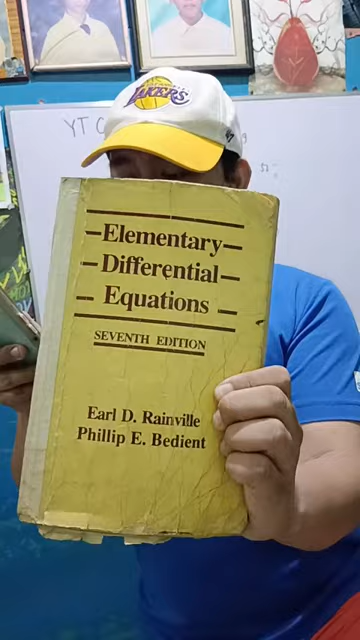 LAKERS
YT
Elementary
Differential
Equations
SEVENTH EDITION
Earl D. Rainville
Phillip E. Bedient